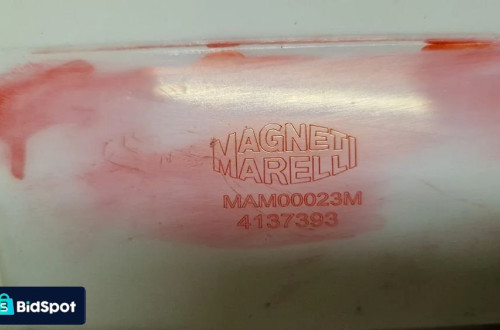 MAGNETI
MARELLI
MAM00023M
4137393
S
BidSpot